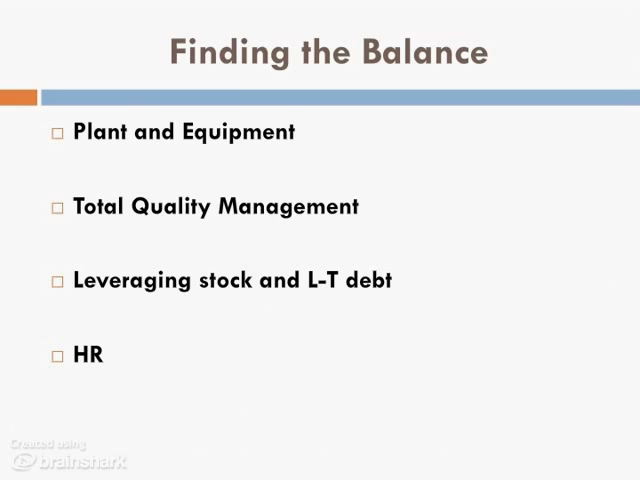 Finding the Balance
Plant and Equipment
Total Quality Management
Leveraging stock and L-T debt
HR
Created using
brainshark